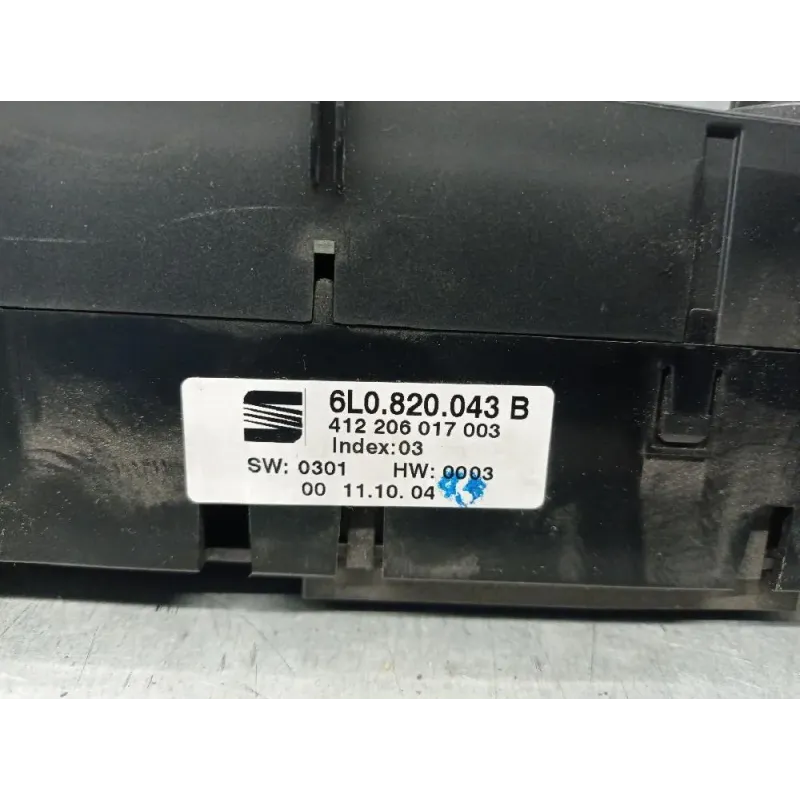 6L0.820.043 B
412 206 017 003
Index:03
SW: 0301 HW: 0003
00 11.10. 04